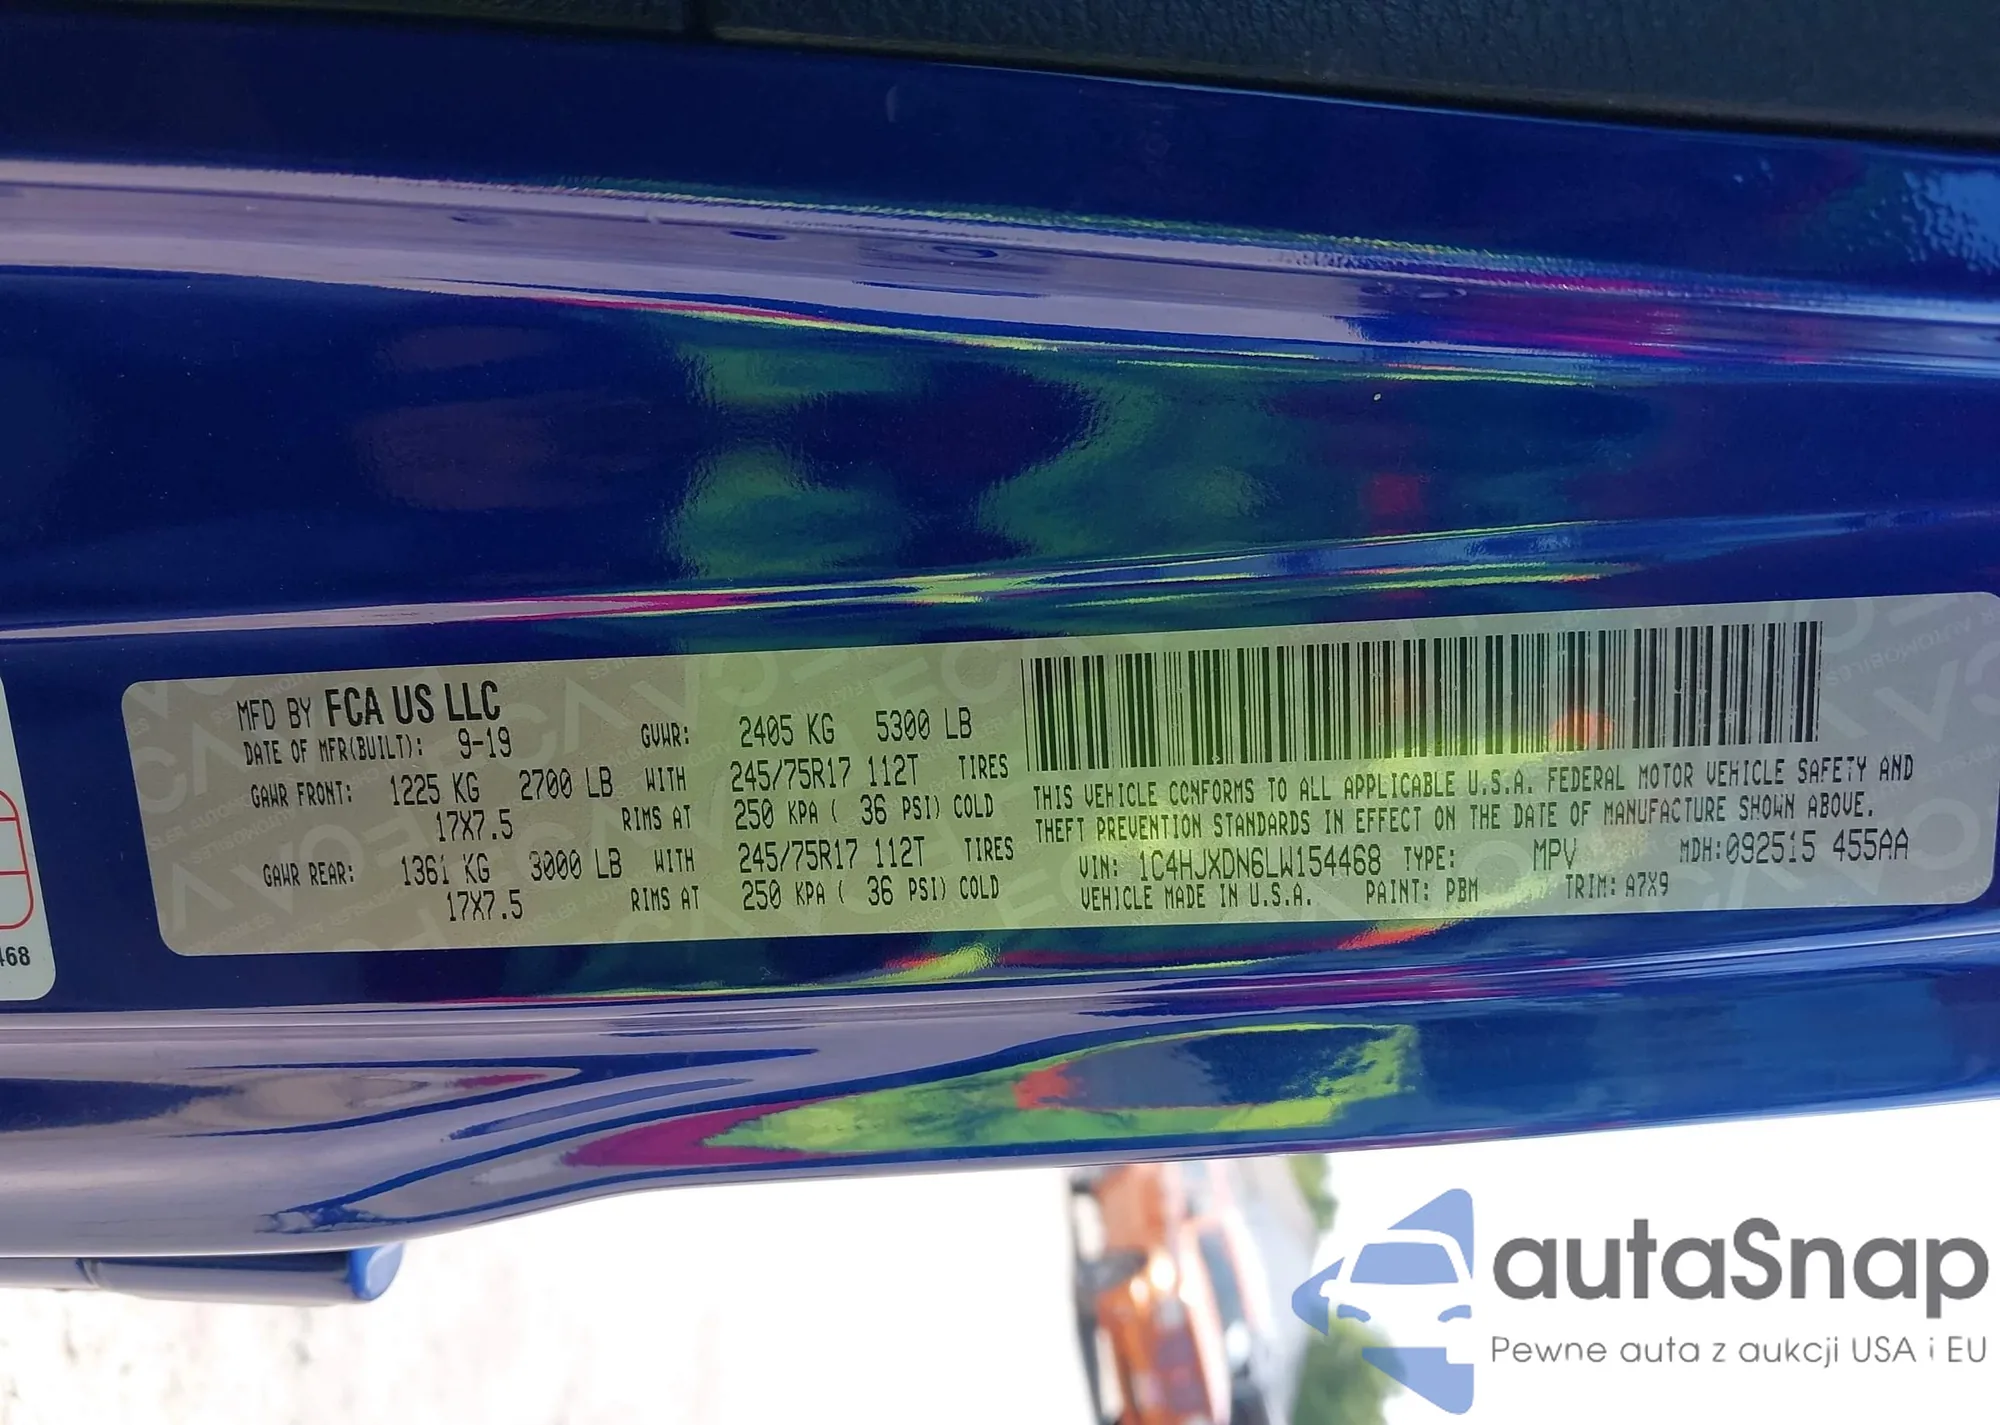 MFD BY FCA US LLC
DATE OF MFR(BUILT): 9-19 GVWR: 2405 KG 5300 LB
GAWR FRONT: 1225 KG 2700 LB WITH 245/75R17 112T TIRES
17X7.5 RIMS AT 250 KPA ( 36 PSI) COLD
GAWR REAR: 1361 KG 3000 LB WITH 245/75R17 112T TIRES
17X7.5 RIMS AT 250 KPA ( 36 PSI) COLD
THIS VEHICLE CONFORMS TO ALL APPLICABLE U.S.A. FEDERAL MOTOR VEHICLE SAFETY AND
THEFT PREVENTION STANDARDS IN EFFECT ON THE DATE OF MANUFACTURE SHOWN ABOVE.
VIN: 1C4HJXDN6LW154468 TYPE: MPV MDH:092515 455AA
VEHICLE MADE IN U.S.A. PAINT: PBM TRIM: A7X9
468
autaSnap
Pewne auta z aukcji USA i EU